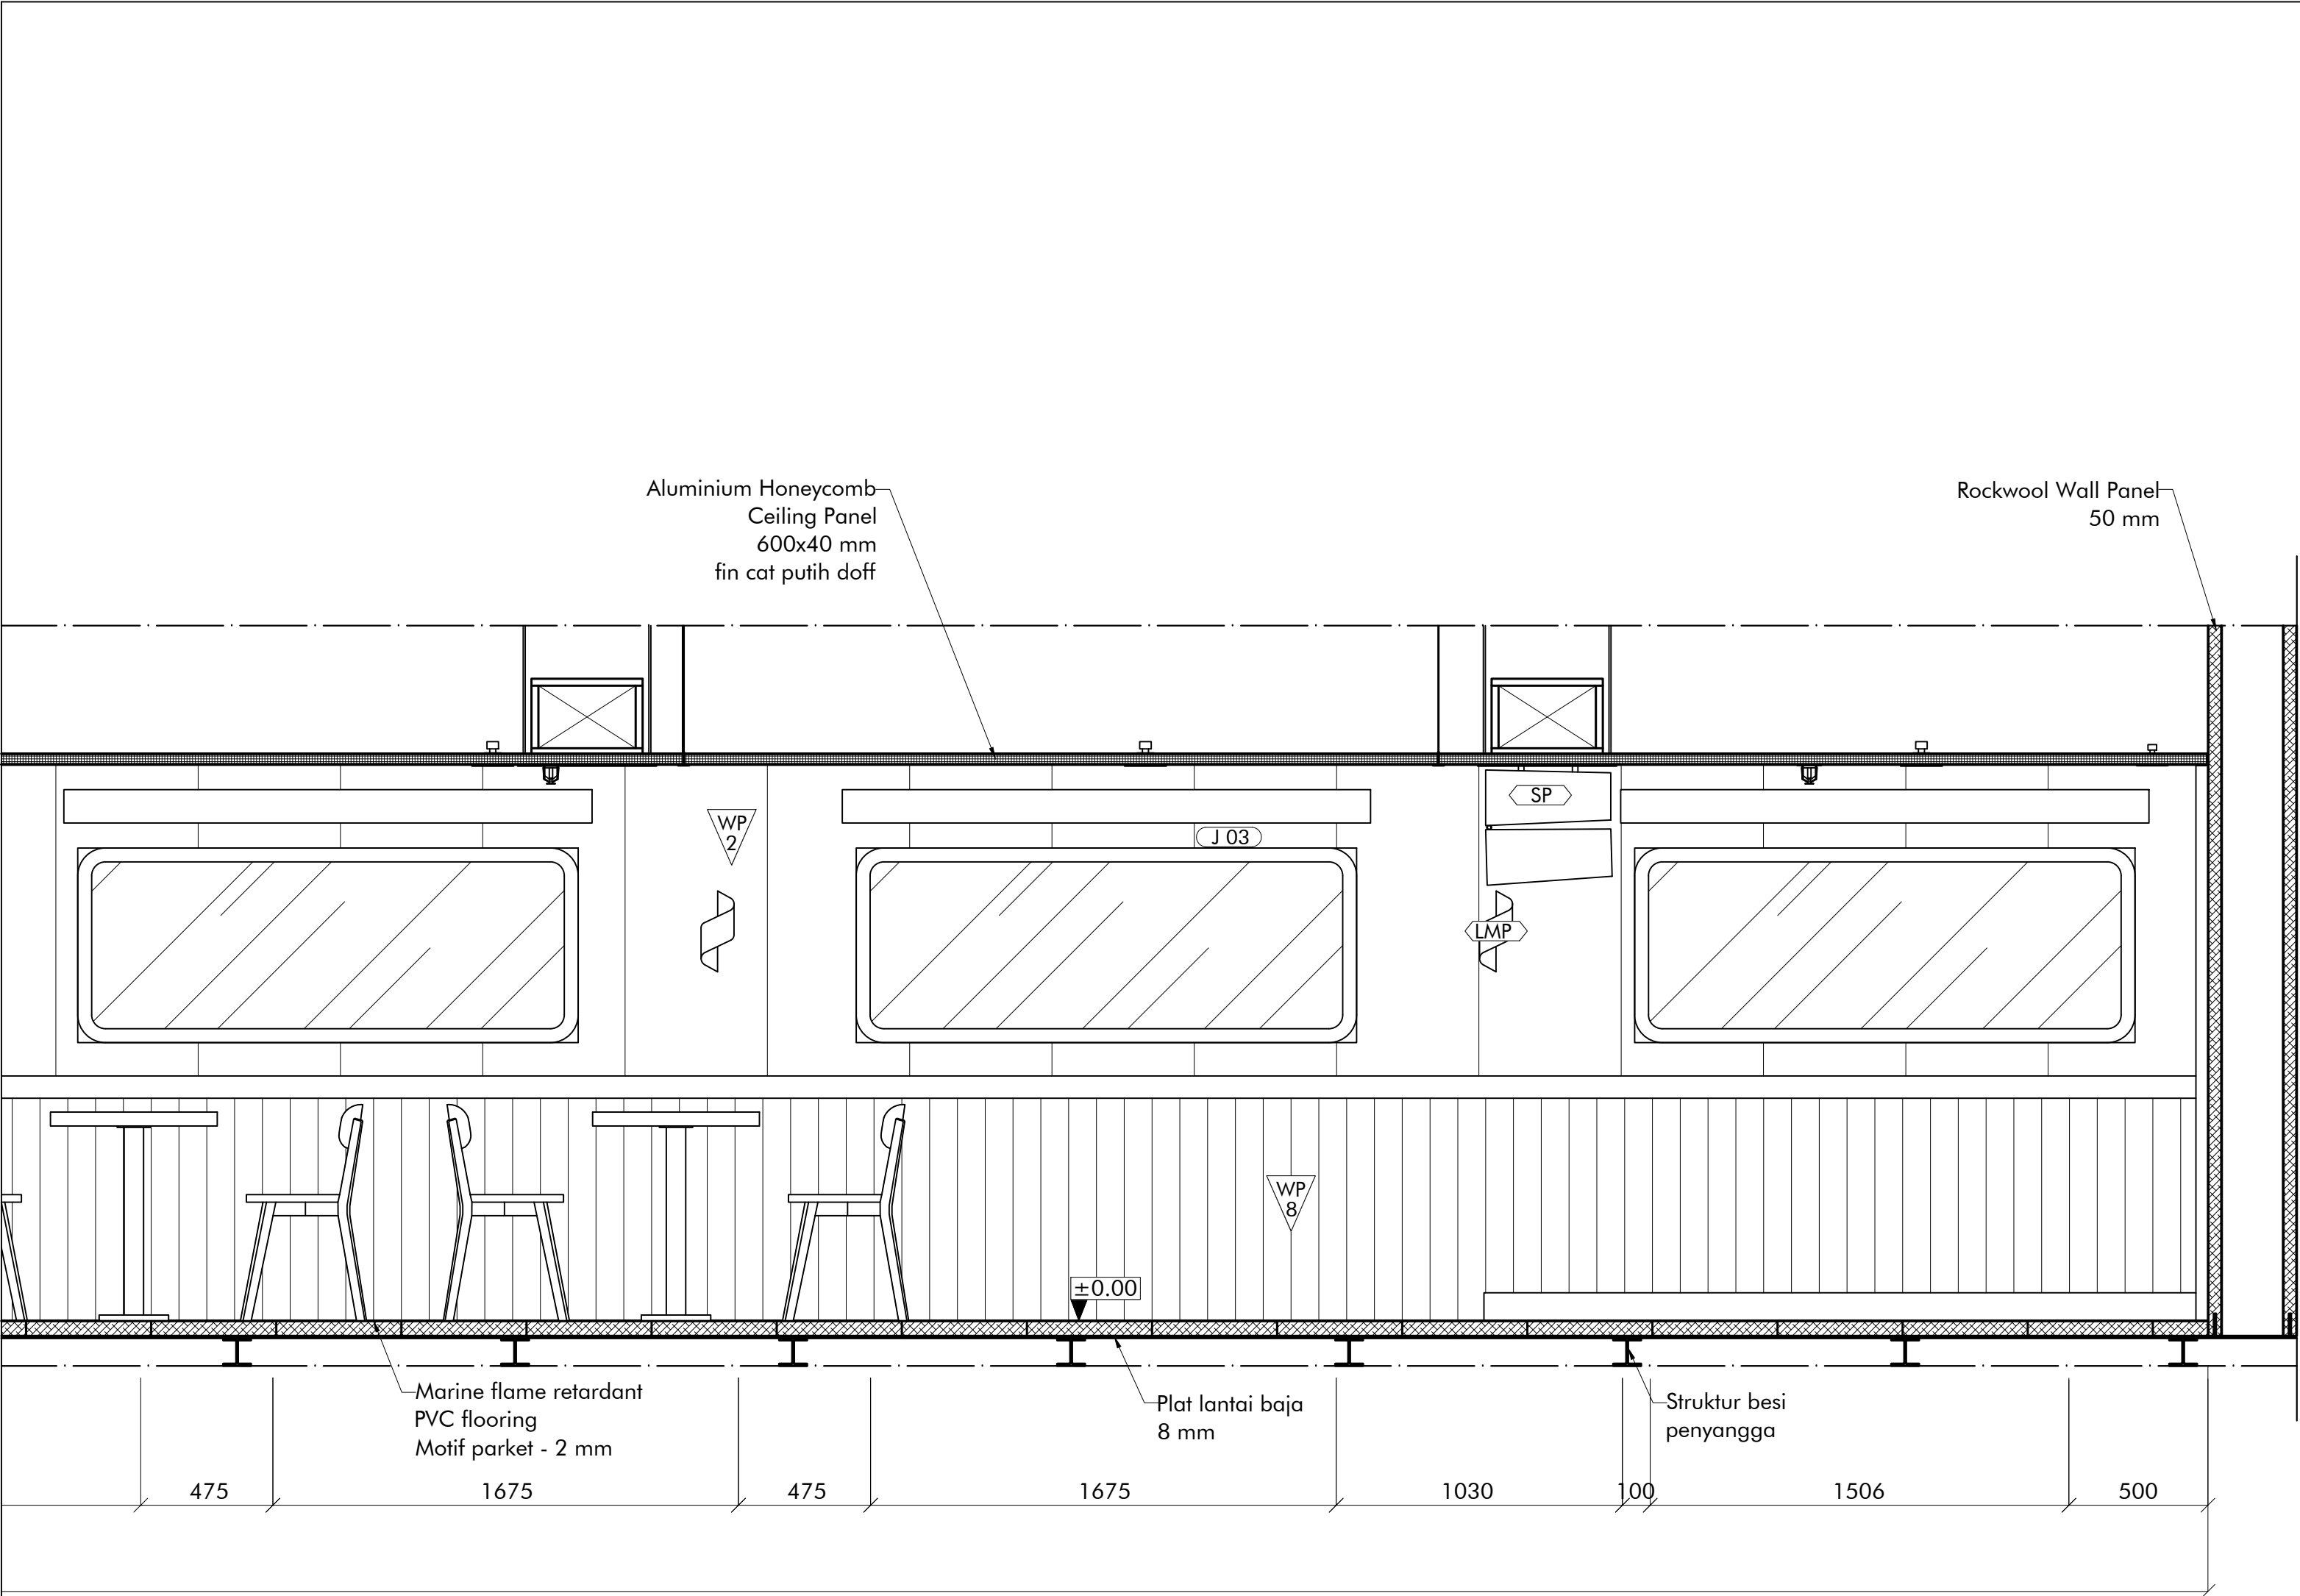 Aluminium Honeycomb
Ceiling Panel
600x40 mm
fin cat putih doff
Rockwool Wall Panel
50 mm
SP
WP
2
J 03
LMP
WP
8
±0.00
Marine flame retardant
PVC flooring
Motif parket - 2 mm
Plat lantai baja
8 mm
Struktur besi
penyangga
475
1675
475
1675
1030
100
1506
500